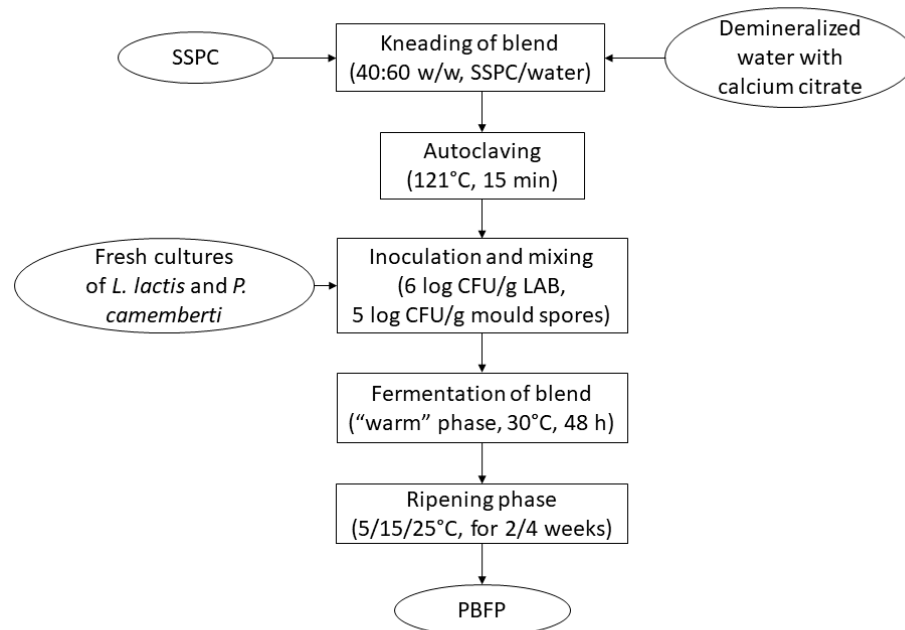 SSPC
Kneading of blend
(40:60 w/w, SSPC/water)
Demineralized
water with
calcium citrate
Autoclaving
(121°C, 15 min)
Fresh cultures
of L. lactis and P.
camemberti
Inoculation and mixing
(6 log CFU/g LAB,
5 log CFU/g mould spores)
Fermentation of blend
(“warm” phase, 30°C, 48 h)
Ripening phase
(5/15/25°C, for 2/4 weeks)
PBFP